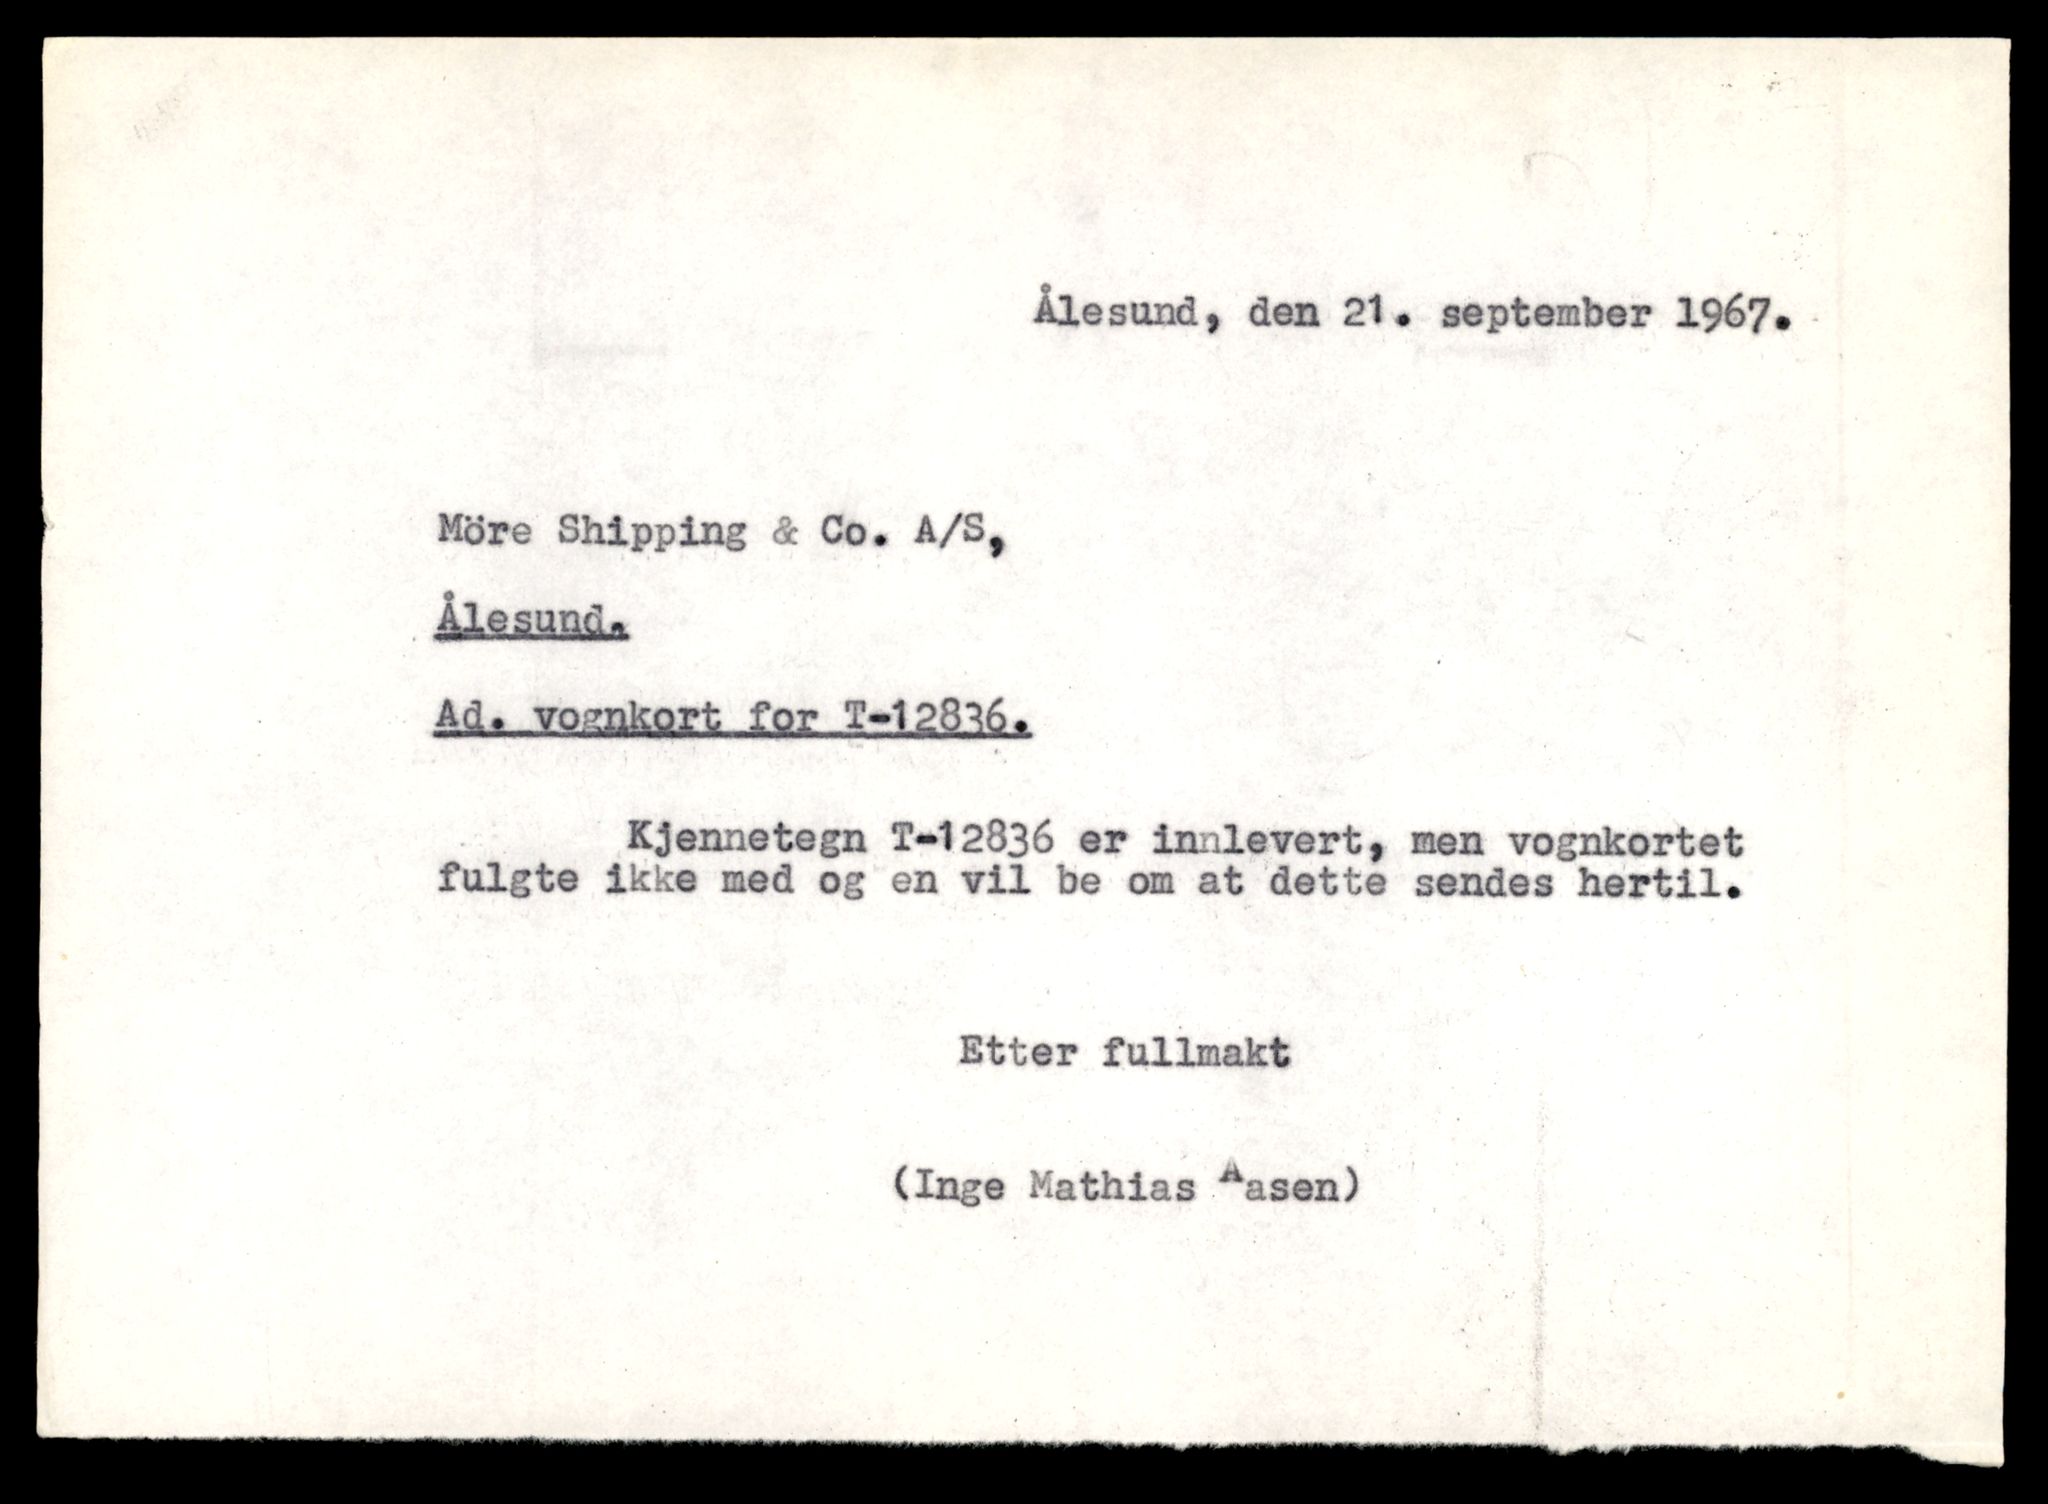 Ålesund, den 21. september 1967.
Möre Shipping & Co. A/S,
Ålesund.
Ad. vognkort for T-12836.
Kjennetegn T-12836 er innlevert, men vognkortet
fulgte ikke med og en vil be om at dette sendes hertil.
Etter fullmakt
(Inge Mathias Aasen)